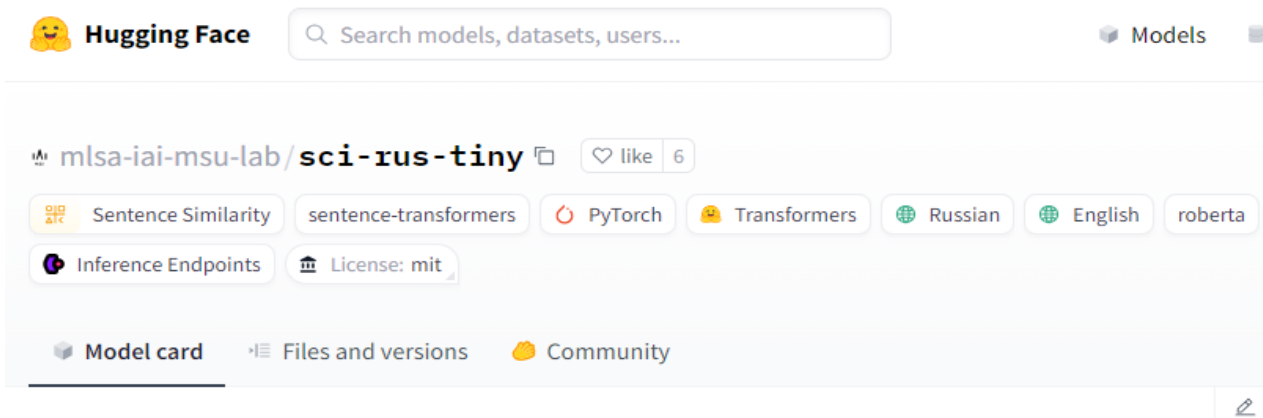 Hugging Face Search models, datasets, users... Models
mlsa-iai-msu-lab/sci-rus-tiny like 6
Sentence Similarity sentence-transformers PyTorch Transformers Russian English roberta
Inference Endpoints License: mit
Model card Files and versions Community